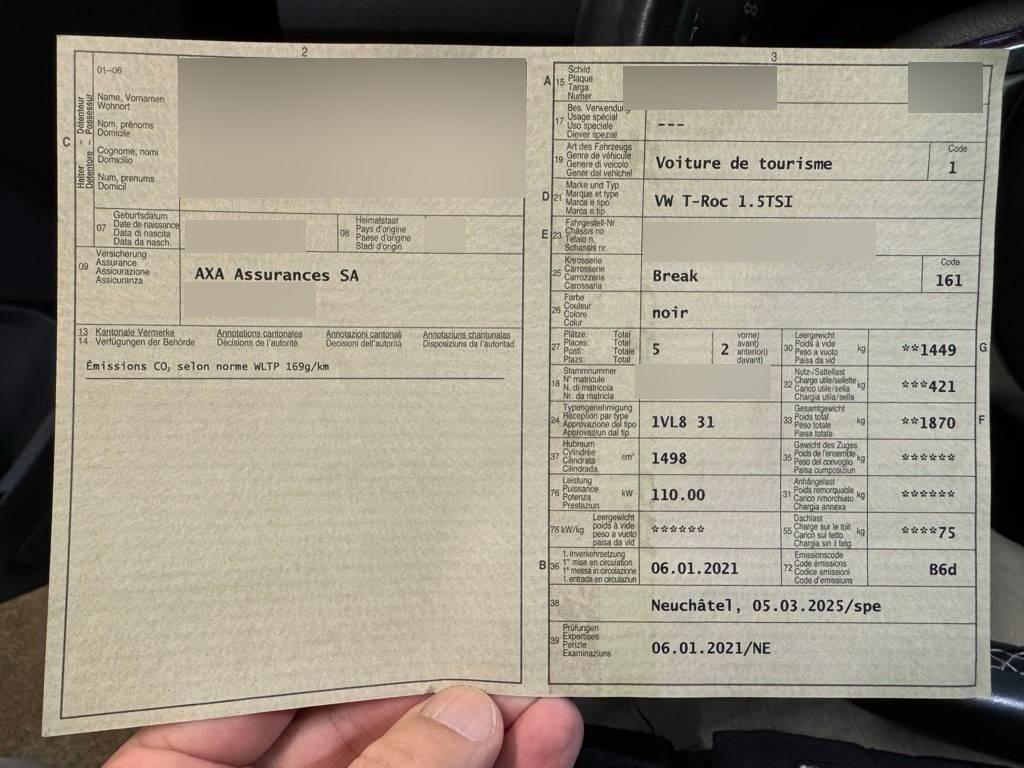 2
01–06
Name, Vornamen
Wohnort
Nom, prénoms
Domicile
Cognome, nomi
Domicilio
Num, prenums
Domicil
C
Halter – Détenteur
Détentore – Possessur
07
Geburtsdatum
Date de naissance
Data di nascita
Data da nasch.
08
Heimatstaat
Pays d'origine
Paese d'origine
Stadi d'origin
09
Versicherung
Assurance
Assicurazione
Assicuranza
AXA Assurances SA
13 Kantonale Vermerke Annotations cantonales Annotazioni cantonali Annotaziuns chantunalas
14 Verfügungen der Behörde Décisions de l'autorité Decisioni dell'autorità Disposiziuns da l'autoritad
Émissions CO₂ selon norme WLTP 169g/km
3
A 15
Schild
Plaque
Targa
Numer
17
Bes. Verwendung
Usage spécial
Uso speciale
Diever spezial
---
19
Art des Fahrzeugs
Genre de véhicule
Genere di veicolo
Gener dal vehichel
Voiture de tourisme
Code
1
D 21
Marke und Typ
Marque et type
Marca e tipo
Marca e tip
VW T-Roc 1.5TSI
E 23
Fahrgestell-Nr.
Châssis no
Telaio n.
Schassis nr.
25
Karosserie
Carrosserie
Carrozzeria
Carossaria
Break
Code
161
26
Farbe
Couleur
Colore
Colur
noir
27
Plätze: Total
Places: Total
Posti: Totale
Plazs: Total
5
2
vorne)
avant)
anteriori)
davant)
30
Leergewicht
Poids à vide
Peso a vuoto
Paisa da vid
kg
**1449
G
18
Stammnummer
N° matricule
N. di matricola
Nr. da matricla
32
Nutz-/Sattellast
Charge utile/sellette
Carico utile/sella
Chargia utila/sella
kg
***421
24
Typengenehmigung
Réception par type
Approvazione del tipo
Approvaziun dal tip
1VL8 31
33
Gesamtgewicht
Poids total
Peso totale
Paisa totala
kg
**1870
F
37
Hubraum
Cylindrée
Cilindrata
Cilindrada
cm³
1498
35
Gewicht des Zuges
Poids de l'ensemble
Peso del convoglio
Paisa cumposiziun
kg
******
76
Leistung
Puissance
Potenza
Prestaziun
kW
110.00
31
Anhängelast
Poids remorquable
Carico rimorchiato
Chargia annexa
kg
******
78 kW/kg
Leergewicht
poids à vide
peso a vuoto
paisa da vid
******
55
Dachlast
Charge sur le toit
Carico sul tetto
Chargia sin il tetg
kg
****75
B 36
1. Inverkehrsetzung
1re mise en circulation
1a messa in circolazione
1. entrada en circulaziun
06.01.2021
72
Emissionscode
Code émissions
Codice emissioni
Code d'emissiuns
B6d
38
Neuchâtel, 05.03.2025/spe
39
Prüfungen
Expertises
Perizie
Examinaziuns
06.01.2021/NE